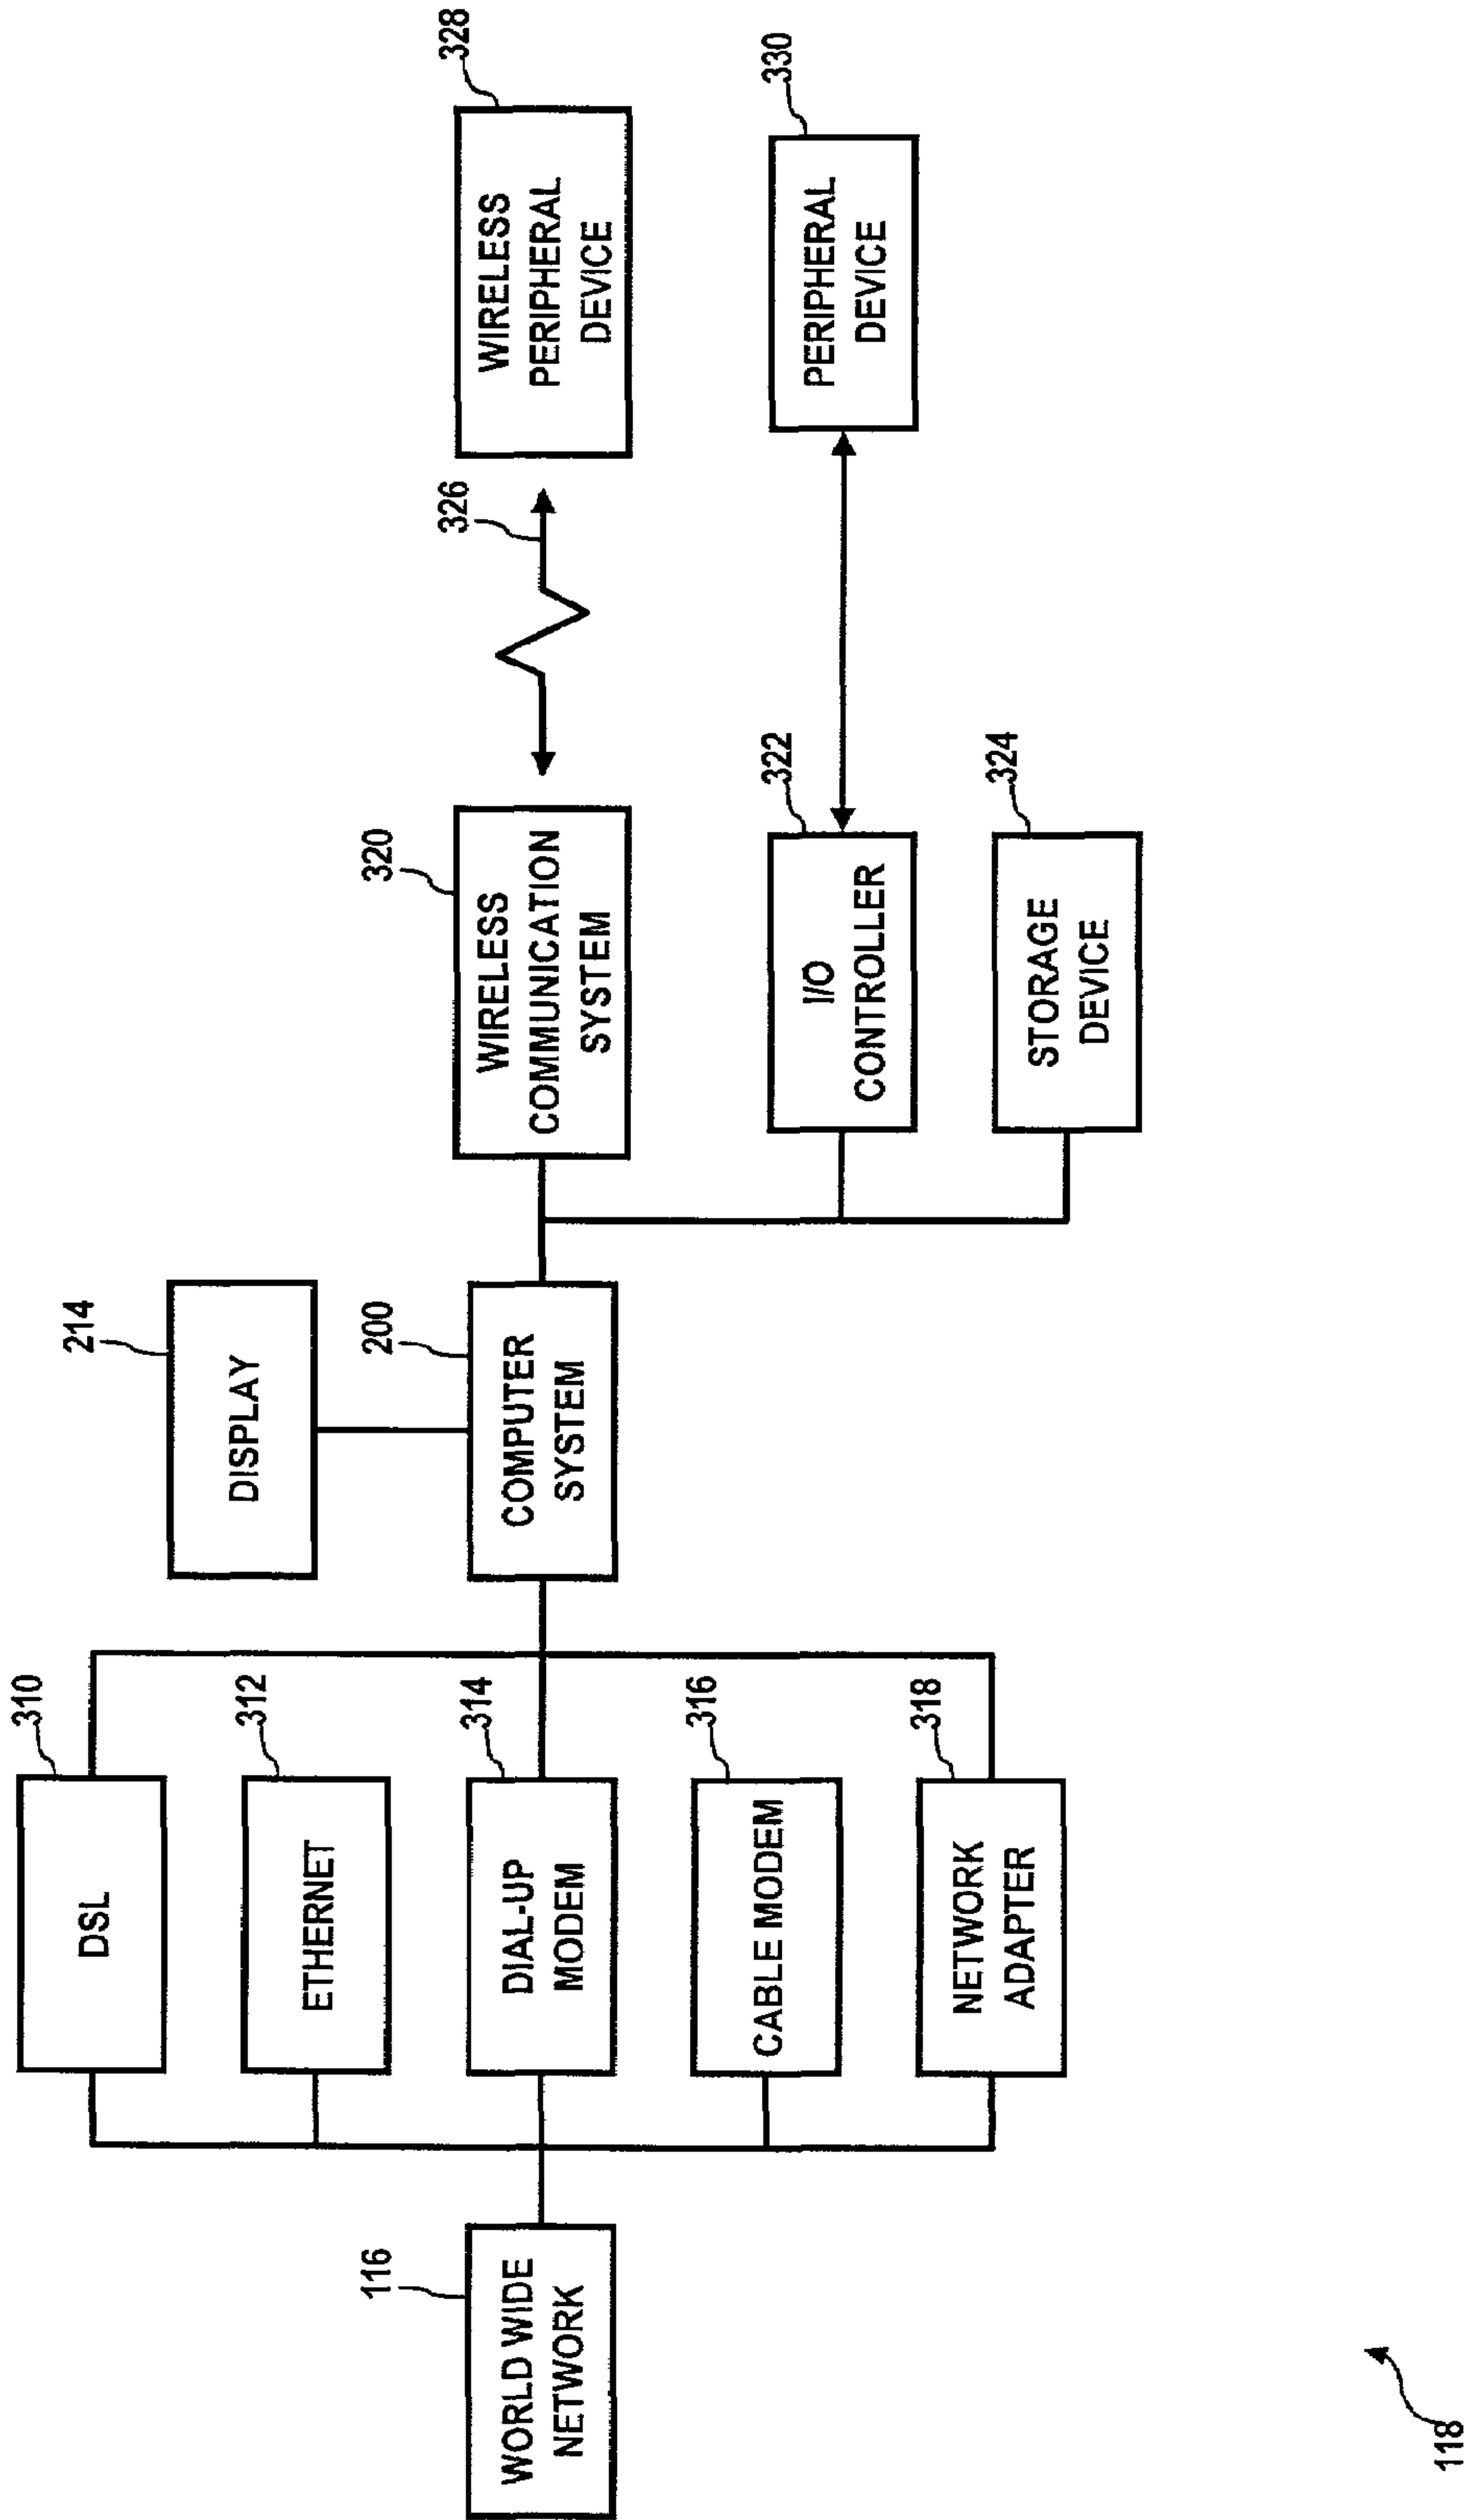 310
DSL
312
ETHERNET
116
WORLD WIDE
NETWORK
314
DIAL-UP
MODEM
316
CABLE MODEM
318
NETWORK
ADAPTER
214
DISPLAY
200
COMPUTER
SYSTEM
320
WIRELESS
COMMUNICATION
SYSTEM
322
I/O
CONTROLLER
324
STORAGE
DEVICE
326
328
WIRELESS
PERIPHERAL
DEVICE
330
PERIPHERAL
DEVICE
118